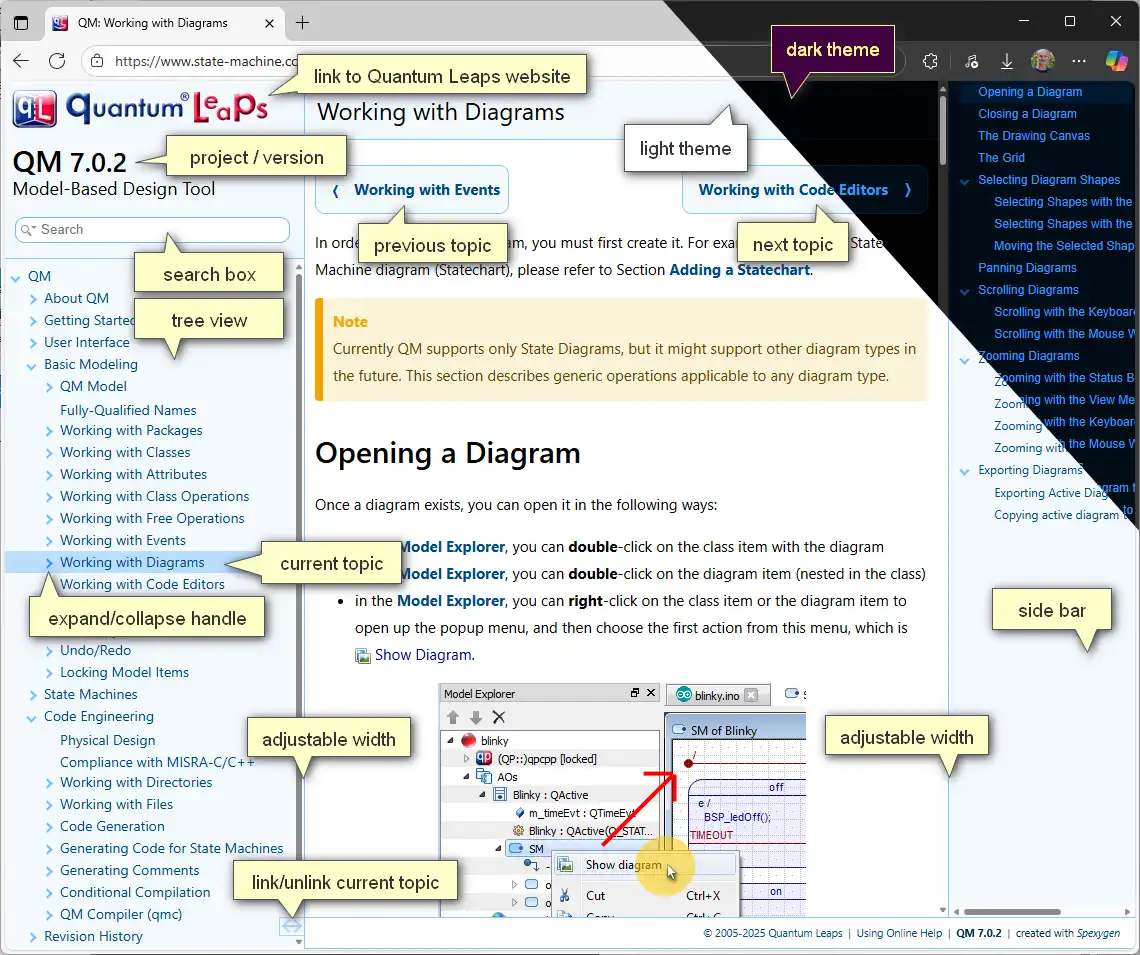 QM: Working with Diagrams
https://www.state-machine.co
dark theme
link to Quantum Leaps website
Quantum® LeaPs
QM 7.0.2
project / version
Model-Based Design Tool
Search
search box
tree view
QM
About QM
Getting Started
User Interface
Basic Modeling
QM Model
Fully-Qualified Names
Working with Packages
Working with Classes
Working with Attributes
Working with Class Operations
Working with Free Operations
Working with Events
Working with Diagrams
current topic
Working with Code Editors
expand/collapse handle
Undo/Redo
Locking Model Items
State Machines
Code Engineering
Physical Design
Compliance with MISRA-C/C++
Working with Directories
Working with Files
Code Generation
Generating Code for State Machines
Generating Comments
Conditional Compilation
QM Compiler (qmc)
Revision History
adjustable width
link/unlink current topic
Working with Diagrams
light theme
Working with Events
Working with Code Editors
previous topic
next topic
In order am, you must first create it. For exam State
Machine diagram (Statechart), please refer to Section Adding a Statechart.
Note
Currently QM supports only State Diagrams, but it might support other diagram types in
the future. This section describes generic operations applicable to any diagram type.
Opening a Diagram
Once a diagram exists, you can open it in the following ways:
Model Explorer, you can double-click on the class item with the diagram
Model Explorer, you can double-click on the diagram item (nested in the class)
• in the Model Explorer, you can right-click on the class item or the diagram item to
open up the popup menu, and then choose the first action from this menu, which is
Show Diagram.
Model Explorer
blinky
(QP::)qpcpp [locked]
AOs
Blinky : QActive
m_timeEvt : QTimeEvt
Blinky : QActive(Q_STAT...
SM
Show diagram
Cut Ctrl+X
Copy Ctrl+C
blinky.ino
SM of Blinky
off
e /
BSP_ledOff();
TIMEOUT
on
Opening a Diagram
Closing a Diagram
The Drawing Canvas
The Grid
Selecting Diagram Shapes
Selecting Shapes with the
Selecting Shapes with the
Moving the Selected Shap
Panning Diagrams
Scrolling Diagrams
Scrolling with the Keyboar
Scrolling with the Mouse W
Zooming Diagrams
Zooming with the Status B
Zooming with the View Me
Zooming with the Keyboar
Zooming with the Mouse W
Exporting Diagrams
Exporting Active Diagram
Copying active diagram to
side bar
adjustable width
© 2005-2025 Quantum Leaps | Using Online Help | QM 7.0.2 | created with Spexygen